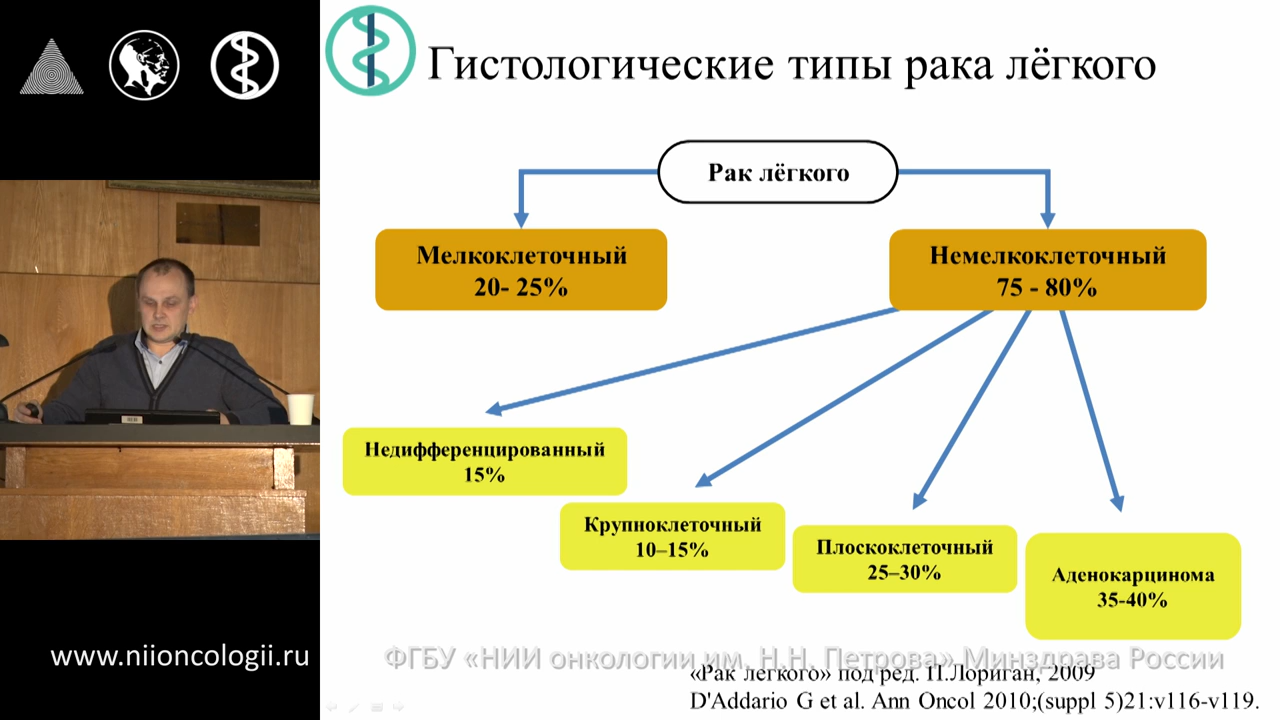 Гистологические типы рака лёгкого
Рак лёгкого
Мелкоклеточный
20- 25%
Немелкоклеточный
75 - 80%
Недифференцированный
15%
Крупноклеточный
10–15%
Плоскоклеточный
25–30%
Аденокарцинома
35-40%
www.niioncologii.ru
ФГБУ «НИИ онкологии им. Н.Н. Петрова» Минздрава России
«Рак легкого» под ред. П.Лориган, 2009
D'Addario G et al. Ann Oncol 2010;(suppl 5)21:v116-v119.